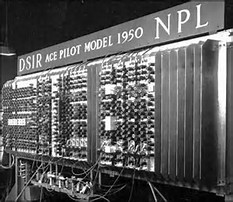 DSIR ACE PILOT MODEL 1950 NPL